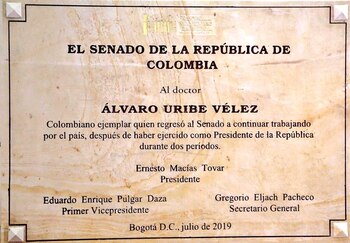 EL SENADO DE LA REPÚBLICA DE
COLOMBIA
Al doctor
ÁLVARO URIBE VÉLEZ
Colombiano ejemplar quien regresó al Senado a continuar trabajando
por el país, después de haber ejercido como Presidente de la República
durante dos períodos.
Ernesto Macías Tovar
Presidente
Eduardo Enrique Púlgar Daza
Primer Vicepresidente
Gregorio Eljach Pacheco
Secretario General
Bogotá D.C., julio de 2019